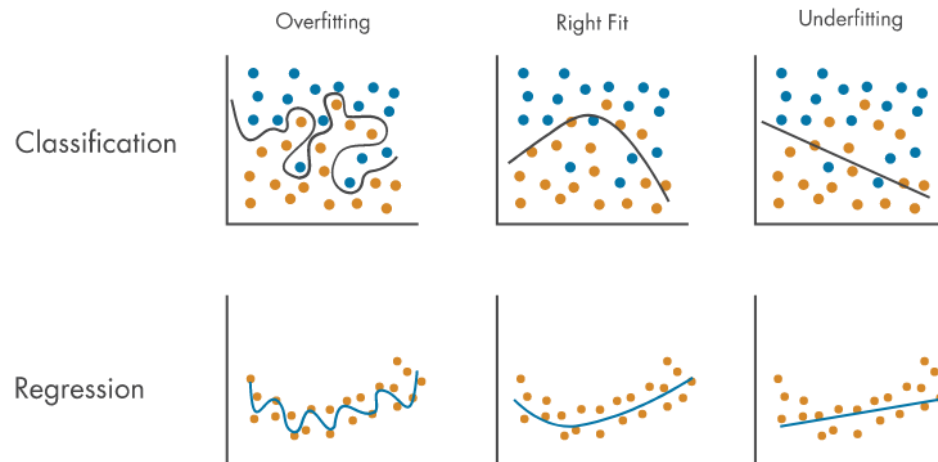 Overfitting
Right Fit
Underfitting
Classification
Regression